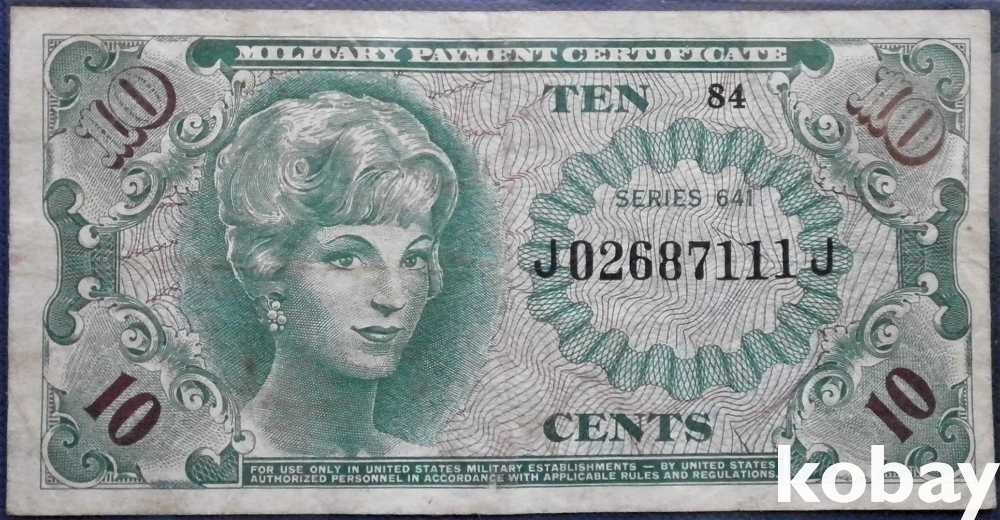 MILITARY PAYMENT CERTIFICATE
10
TEN 84
10
SERIES 641
J02687111J
10
CENTS
10
FOR USE ONLY IN UNITED STATES MILITARY ESTABLISHMENTS — BY UNITED STATES
AUTHORIZED PERSONNEL IN ACCORDANCE WITH APPLICABLE RULES AND REGULATIONS
kobay